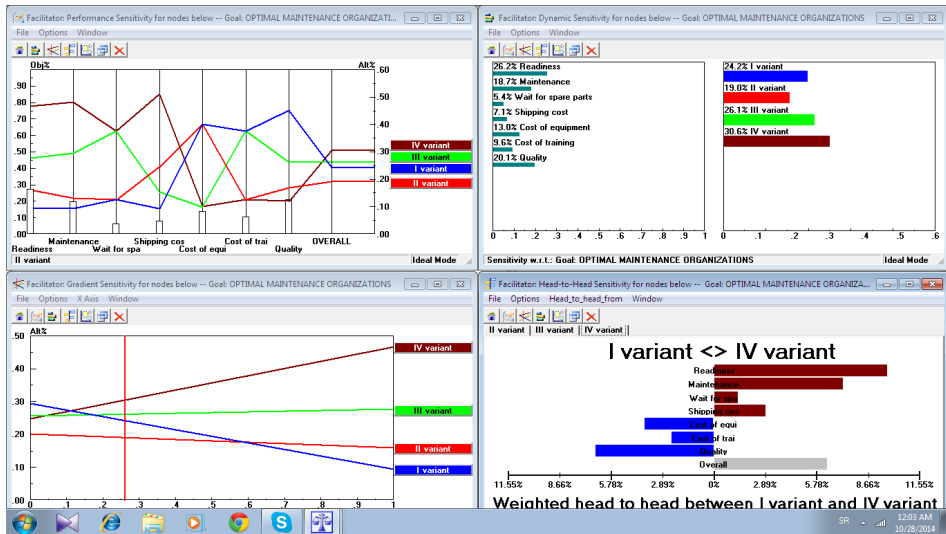 Facilitator: Performance Sensitivity for nodes below -- Goal: OPTIMAL MAINTENANCE ORGANIZATI...
File Options Window
Obj% Alt%
.90
.80
.70
.60
.50
.40
.30
.20
.10
.00
.60
.50
.40
.30
.20
.10
.00
IV variant
III variant
I variant
II variant
Maintenance Shipping cos Cost of trai OVERALL
Readiness Wait for spa Cost of equi Quality
II variant Ideal Mode
Facilitator: Dynamic Sensitivity for nodes below -- Goal: OPTIMAL MAINTENANCE ORGANIZATIONS
File Options Window
26.2% Readiness
18.7% Maintenance
5.4% Wait for spare parts
7.1% Shipping cost
13.0% Cost of equipment
9.6% Cost of training
20.1% Quality
0 .1 .2 .3 .4 .5 .6 .7 .8 .9 1
24.2% I variant
19.0% II variant
26.1% III variant
30.6% IV variant
0 .1 .2 .3 .4 .5 .6
Sensitivity w.r.t.: Goal: OPTIMAL MAINTENANCE ORGANIZATIONS Ideal Mode
Facilitator: Gradient Sensitivity for nodes below -- Goal: OPTIMAL MAINTENANCE ORGANIZATIONS
File Options X Axis Window
Alt%
.50
.40
.30
.20
.10
.00
IV variant
III variant
II variant
I variant
0 .1 .2 .3 .4 .5 .6 .7 .8 .9 1
Facilitator: Head-to-Head Sensitivity for nodes below -- Goal: OPTIMAL MAINTENANCE ORGANIZA...
File Options Head_to_head_from Window
II variant | III variant | IV variant
I variant <> IV variant
Readiness
Maintenance
Wait for spa
Shipping cos
Cost of equi
Cost of trai
Quality
Overall
11.55% 8.66% 5.78% 2.89% 0% 2.89% 5.78% 8.66% 11.55%
Weighted head to head between I variant and IV variant
SR 12:03 AM
10/28/2014